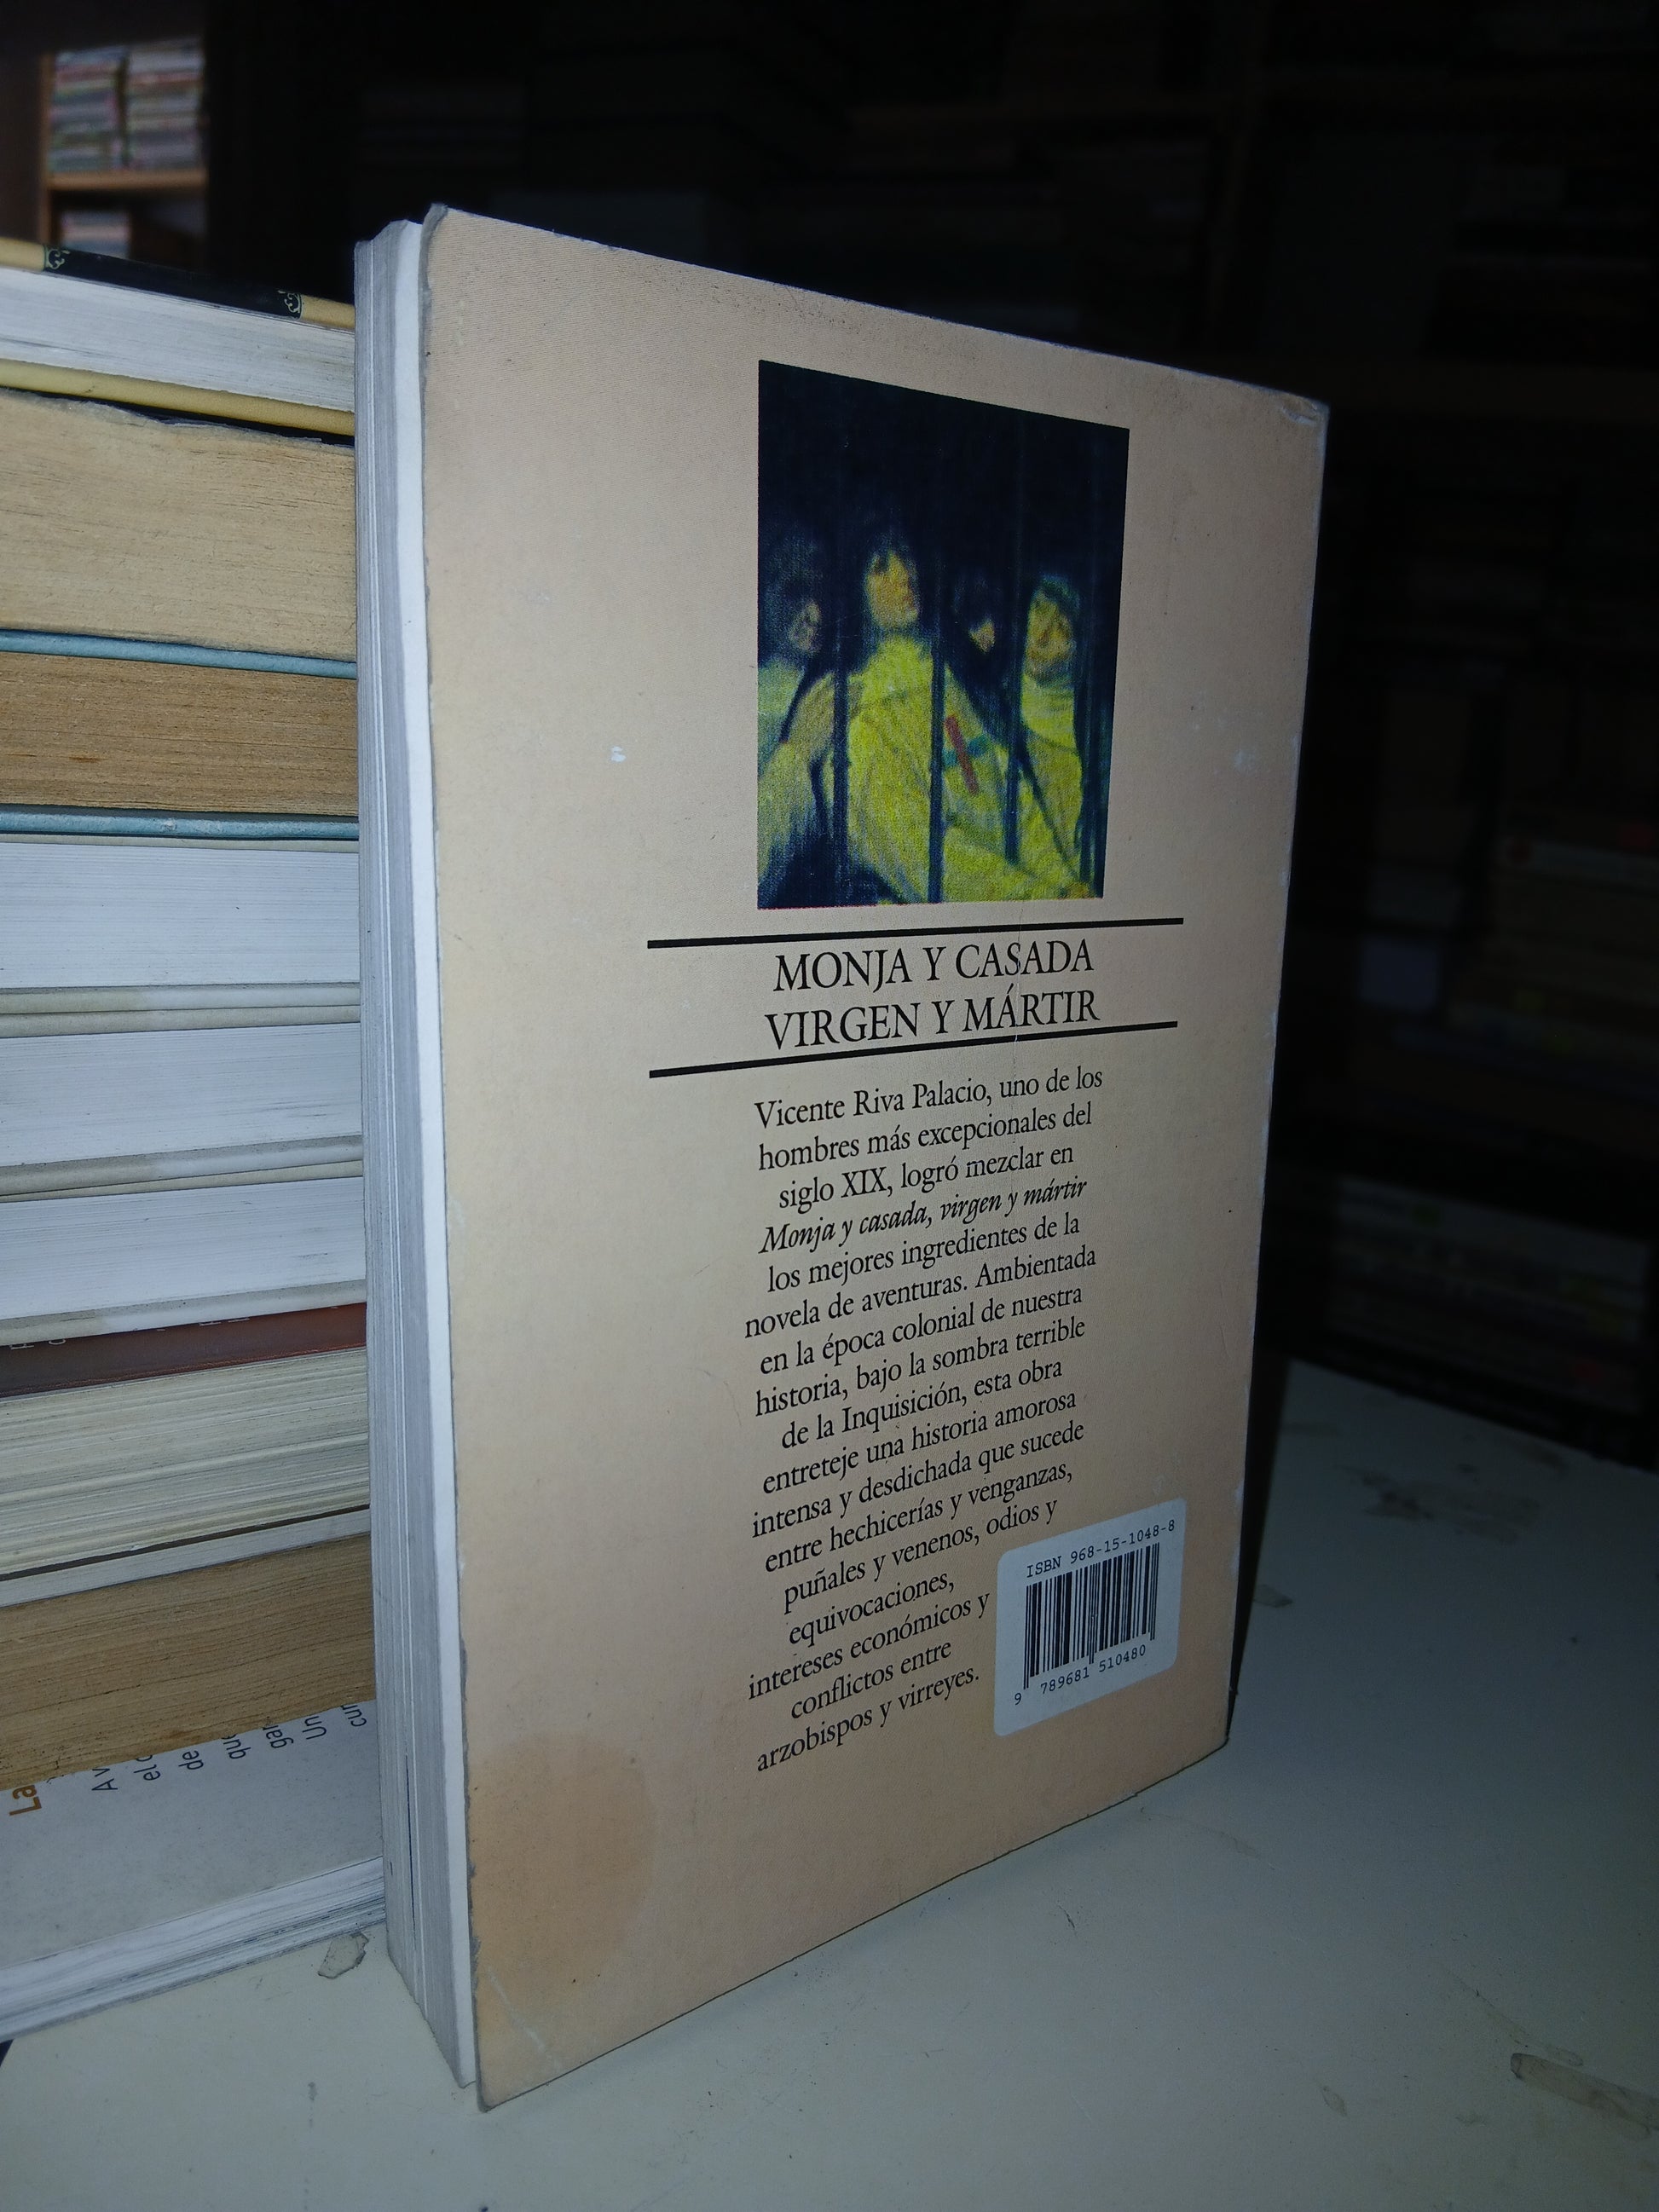 MONJA Y CASADA
VIRGEN Y MÁRTIR
Vicente Riva Palacio, uno de los
hombres más excepcionales del
siglo XIX, logró mezclar en
Monja y casada, virgen y mártir
los mejores ingredientes de la
novela de aventuras. Ambientada
en la época colonial de nuestra
historia, bajo la sombra terrible
de la Inquisición, esta obra
entreteje una historia amorosa
intensa y desdichada que sucede
entre hechicerías y venganzas,
puñales y venenos, odios y
equivocaciones,
intereses económicos y
conflictos entre
arzobispos y virreyes.
ISBN 968-15-1048-8
9 789681 510480
La
A v
de
que
Un